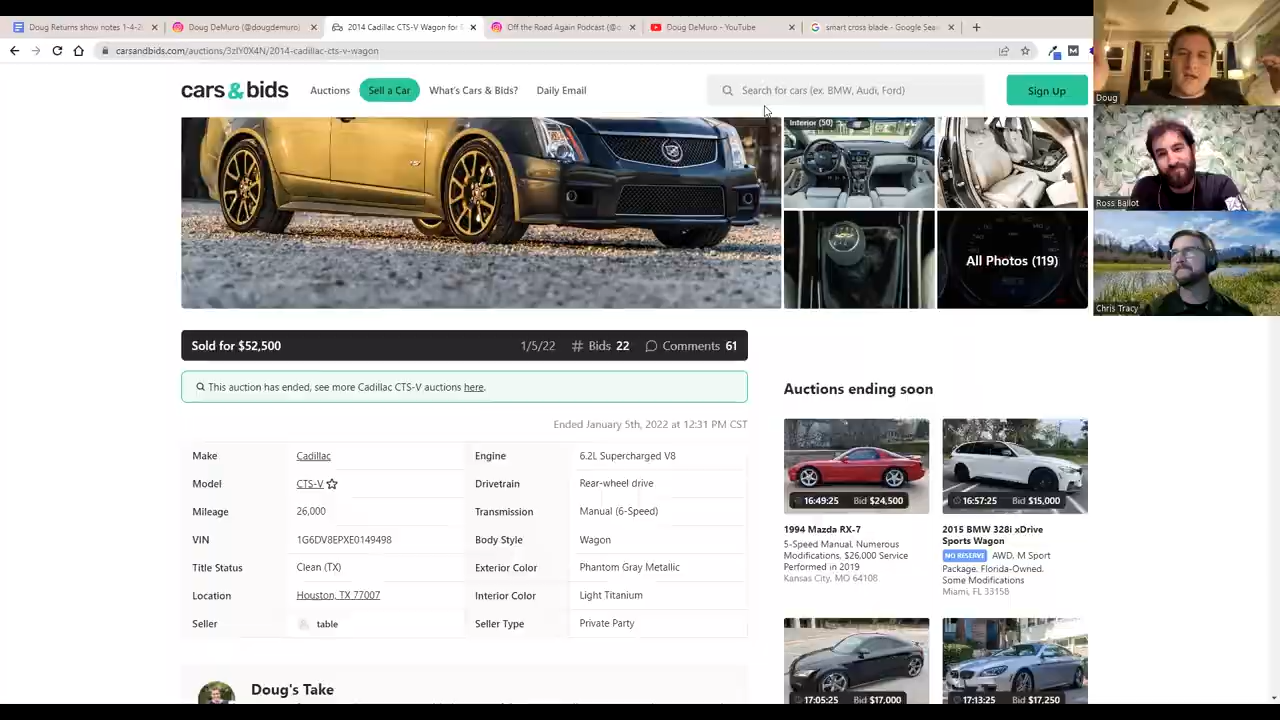 Doug Returns show notes 1-4-2
Doug DeMuro (@dougdemuro)
2014 Cadillac CTS-V Wagon for
Off the Road Again Podcast (@o
Doug DeMuro - YouTube
smart cross blade - Google Sea
carsandbids.com/auctions/3zlY0X4N/2014-cadillac-cts-v-wagon
cars&bids
Auctions
Sell a Car
What's Cars & Bids?
Daily Email
Search for cars (ex. BMW, Audi, Ford)
Sign Up
Doug
Interior (50)
All Photos (119)
Ross Ballot
Chris Tracy
Sold for $52,500
1/5/22
# Bids 22
Comments 61
This auction has ended, see more Cadillac CTS-V auctions here.
Ended January 5th, 2022 at 12:31 PM CST
Make Cadillac
Engine 6.2L Supercharged V8
Model CTS-V
Drivetrain Rear-wheel drive
Mileage 26,000
Transmission Manual (6-Speed)
VIN 1G6DV8EPXE0149498
Body Style Wagon
Title Status Clean (TX)
Exterior Color Phantom Gray Metallic
Location Houston, TX 77007
Interior Color Light Titanium
Seller table
Seller Type Private Party
Doug's Take
Auctions ending soon
16:49:25 Bid $24,500
1994 Mazda RX-7
5-Speed Manual, Numerous
Modifications, $26,000 Service
Performed in 2019
Kansas City, MO 64108
16:57:25 Bid $15,000
2015 BMW 328i xDrive
Sports Wagon
NO RESERVE AWD, M Sport
Package, Florida-Owned,
Some Modifications
Miami, FL 33158
17:05:25 Bid $17,000
17:13:25 Bid $17,250